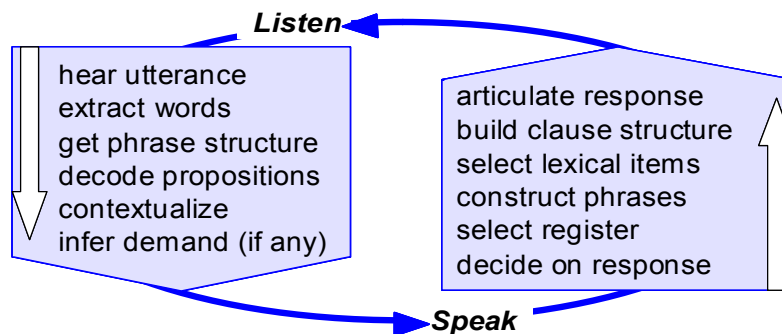 Listen
hear utterance
extract words
get phrase structure
decode propositions
contextualize
infer demand (if any)
articulate response
build clause structure
select lexical items
construct phrases
select register
decide on response
Speak